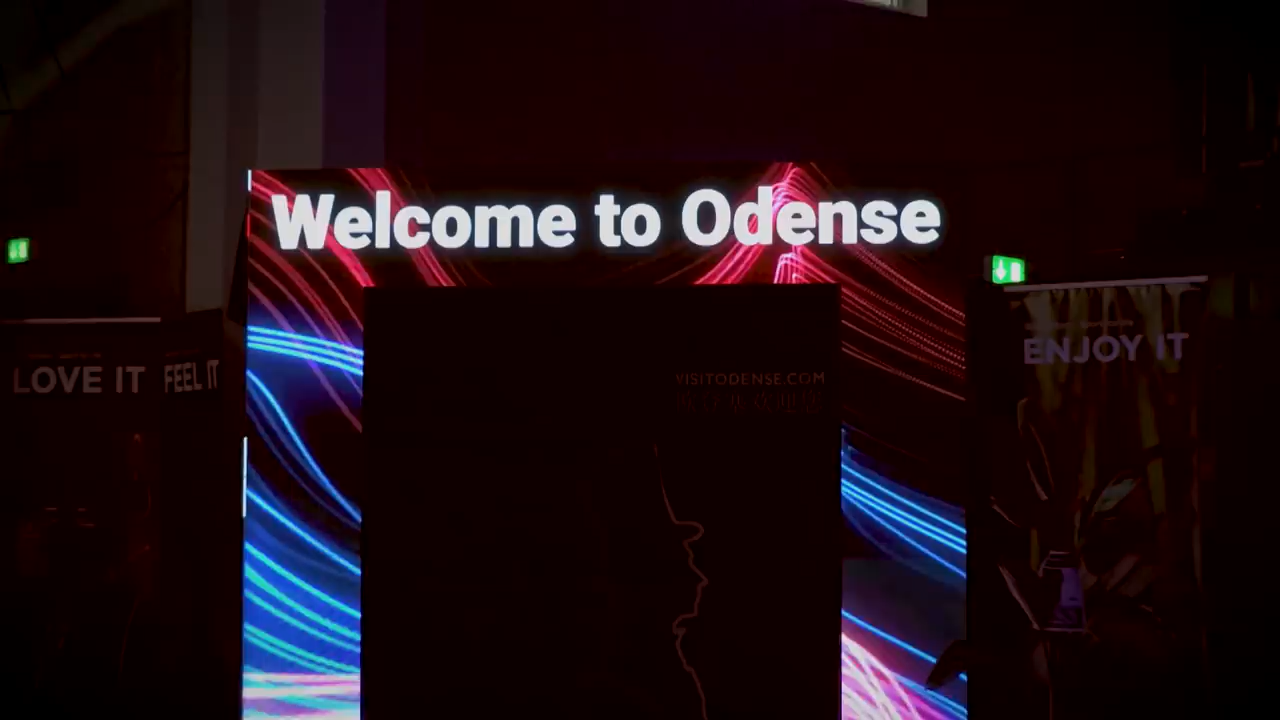 Welcome to Odense
LOVE IT
FEEL IT
VISITODENSE.COM
ENJOY IT